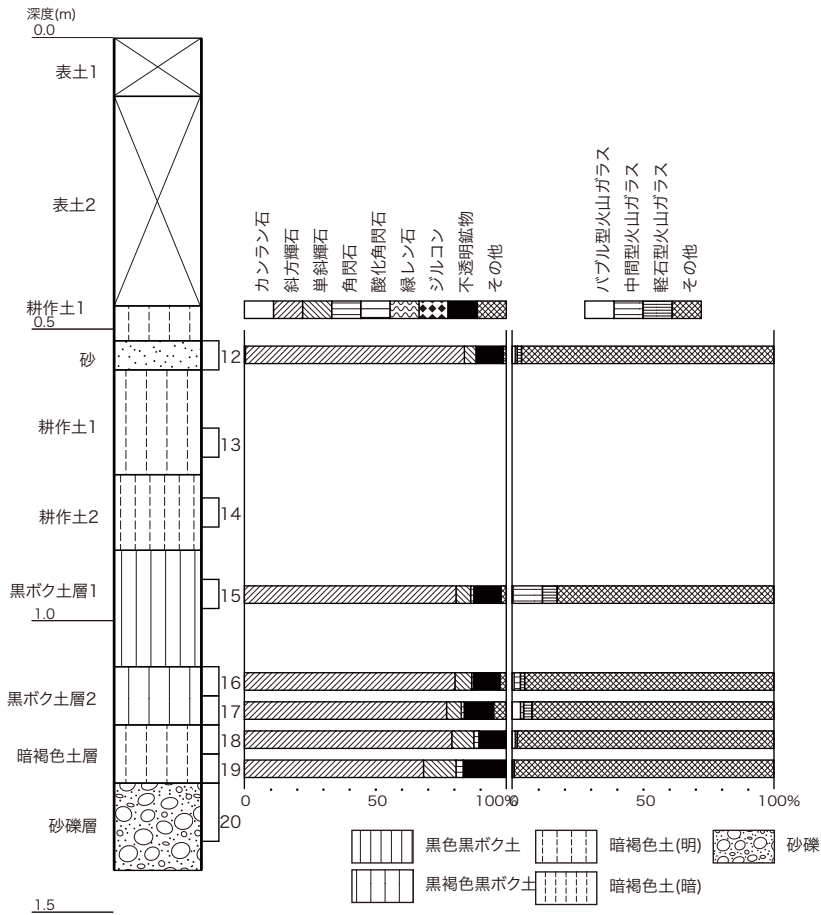 深度(m)
0.0
表土1
表土2
耕作土1
0.5
砂
耕作土1
耕作土2
黒ボク土層1
1.0
黒ボク土層2
暗褐色土層
砂礫層
1.5
12
13
14
15
16
17
18
19
20
カンラン石
斜方輝石
単斜輝石
角閃石
酸化角閃石
緑レン石
ジルコン
不透明鉱物
その他
バブル型火山ガラス
中間型火山ガラス
軽石型火山ガラス
その他
0 50 100%
0 50 100%
黒色黒ボク土
暗褐色土(明)
砂礫
黒褐色黒ボク土
暗褐色土(暗)